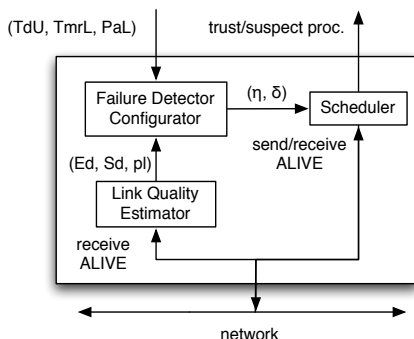 (TdU, TmrL, PaL)
trust/suspect proc.
Failure Detector
Configurator
(η, δ)
Scheduler
(Ed, Sd, pl)
send/receive
ALIVE
Link Quality
Estimator
receive
ALIVE
network